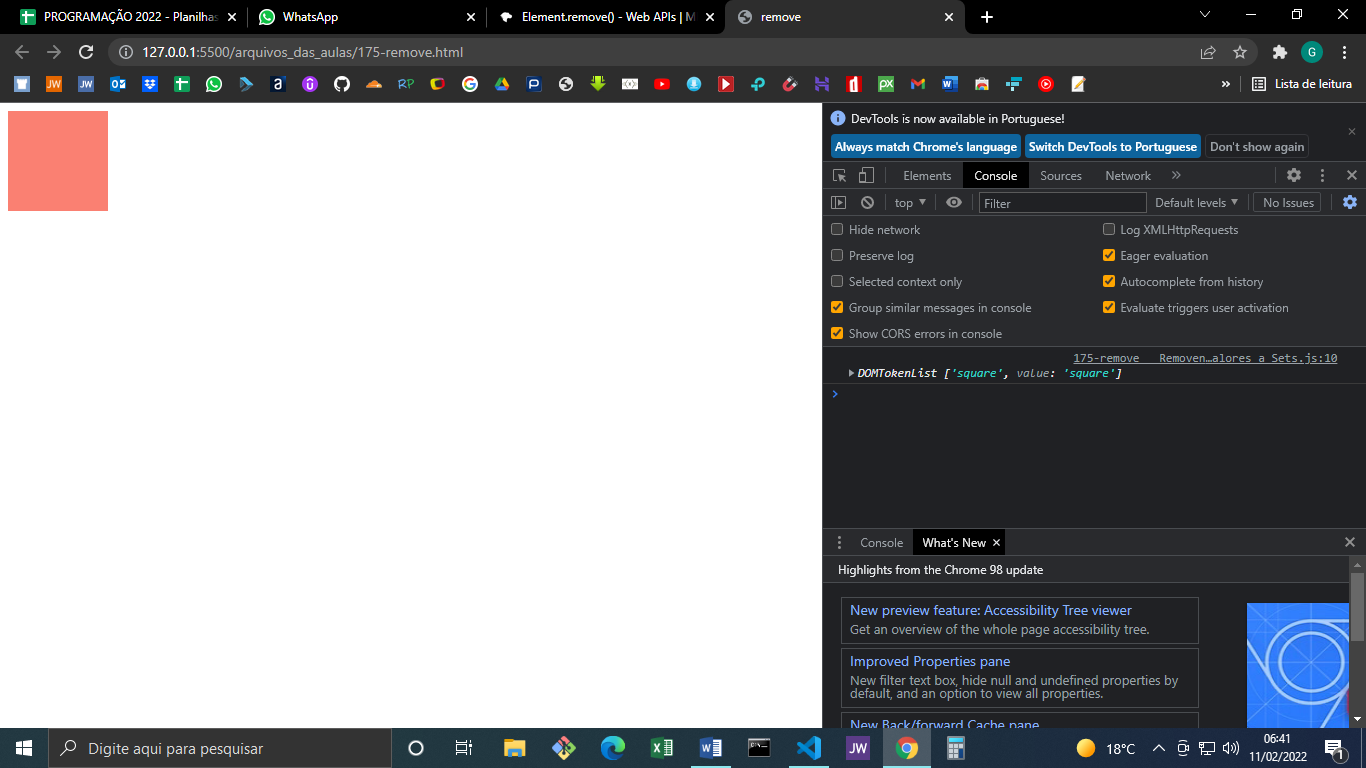 PROGRAMAÇÃO 2022 - Planilhas
WhatsApp
Element.remove() - Web APIs | M
remove
127.0.0.1:5500/arquivos_das_aulas/175-remove.html
G
JW
JW
a
RP
G
P
px
» Lista de leitura
DevTools is now available in Portuguese!
Always match Chrome's language Switch DevTools to Portuguese Don't show again
Elements Console Sources Network »
top ▼ Filter Default levels ▼ No Issues
Hide network Log XMLHttpRequests
Preserve log Eager evaluation
Selected context only Autocomplete from history
Group similar messages in console Evaluate triggers user activation
Show CORS errors in console
175-remove   Removen…alores a Sets.js:10
DOMTokenList ['square', value: 'square']
Console What's New
Highlights from the Chrome 98 update
New preview feature: Accessibility Tree viewer
Get an overview of the whole page accessibility tree.
Improved Properties pane
New filter text box, hide null and undefined properties by
default, and an option to view all properties.
New Back/forward Cache pane
Digite aqui para pesquisar
JW
18°C
06:41
11/02/2022
1